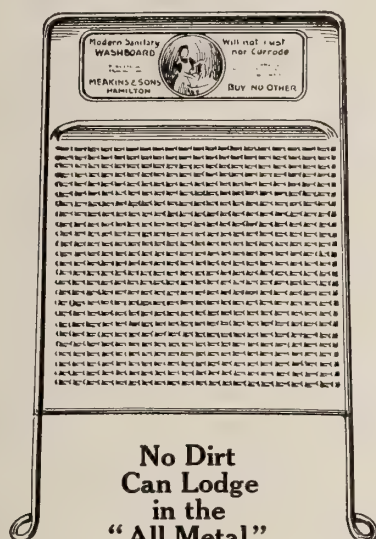 Modern Sanitary
WASHBOARD
MEAKINS & SONS
HAMILTON
Will not rust
nor Corrode
BUY NO OTHER
No Dirt
Can Lodge
in the
"All Metal"